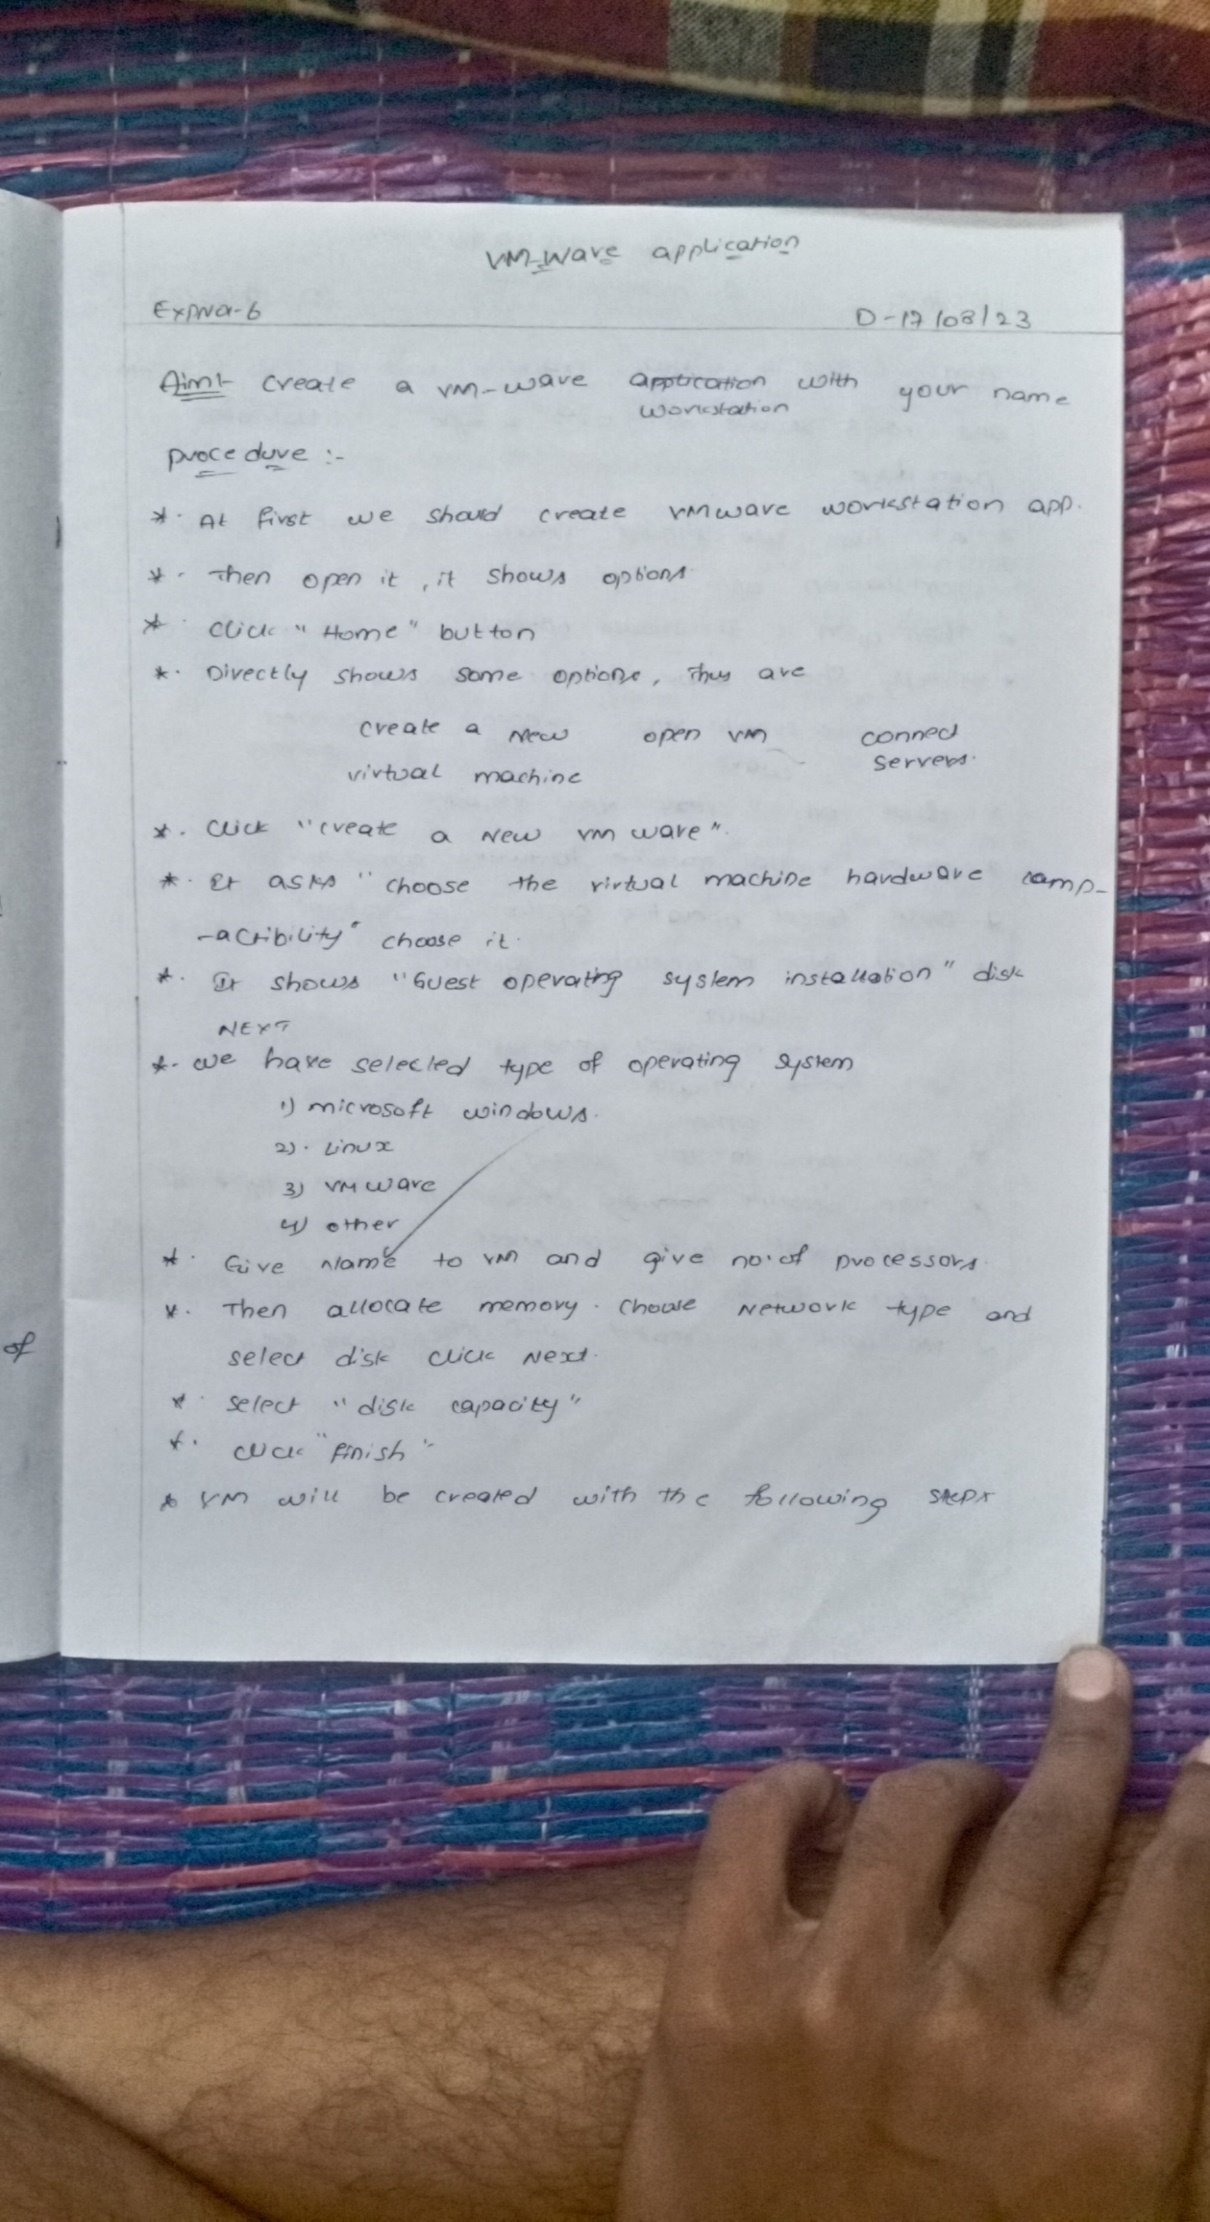 VM-Ware application
ExpNo-6
D-17/08/23
Aim:- Create a VM-ware application with your name
workstation
procedure :-
*. At first we should create VMware workstation app.
*. Then open it, it shows options.
*. Click "Home" button
*. Directly shows some options, They are
create a New open VM connect
virtual machine servers.
*. Click "create a New VM ware".
*. It asks "choose the virtual machine hardware comp-
-actibility" choose it.
*. It shows "Guest operating system installation" disk
NEXT
*. We have selected type of operating system
1) microsoft windows.
2). Linux
3) VMware
4) other
*. Give Name to VM and give no.of processors.
*. Then allocate memory. Choose Network type and
select disk click Next.
*. select "disk capacity"
*. click "finish"
* VM will be created with the following steps
of